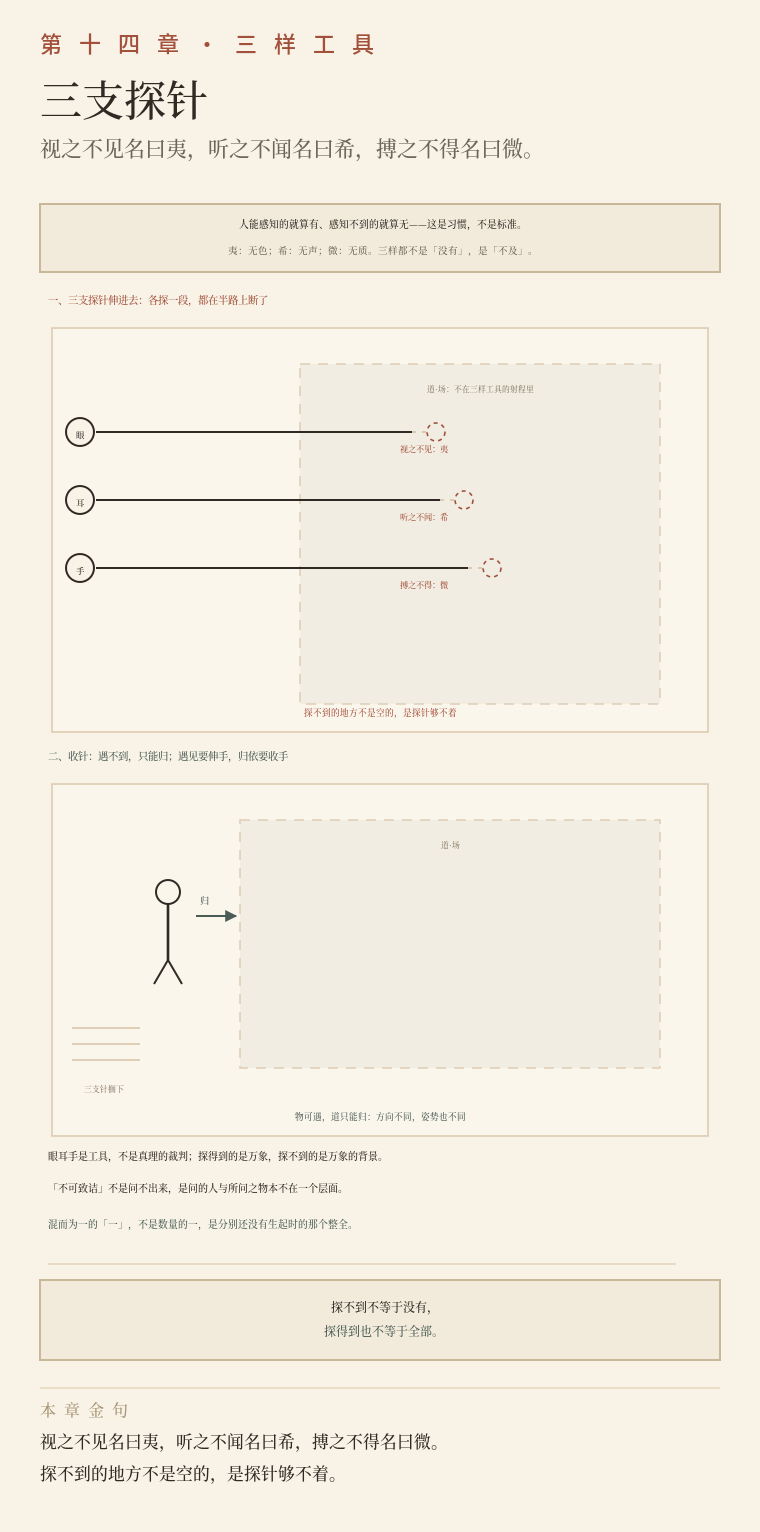 第十四章·三样工具
三支探针
视之不见名曰夷，听之不闻名曰希，搏之不得名曰微。
人能感知的就算有、感知不到的就算无——这是习惯，不是标准。
夷：无色；希：无声；微：无质。三样都不是「没有」，是「不及」。
一、三支探针伸进去：各探一段，都在半路上断了
道·场：不在三样工具的射程里
眼
视之不见：夷
耳
听之不闻：希
手
搏之不得：微
探不到的地方不是空的，是探针够不着
二、收针：遇不到，只能归；遇见要伸手，归依要收手
道·场
归
三支针搁下
物可遇，道只能归：方向不同，姿势也不同
眼耳手是工具，不是真理的裁判；探得到的是万象，探不到的是万象的背景。
「不可致诘」不是问不出来，是问的人与所问之物本不在一个层面。
混而为一的「一」，不是数量的一，是分别还没有生起时的那个整全。
探不到不等于没有，
探得到也不等于全部。
本章金句
视之不见名曰夷，听之不闻名曰希，搏之不得名曰微。
探不到的地方不是空的，是探针够不着。